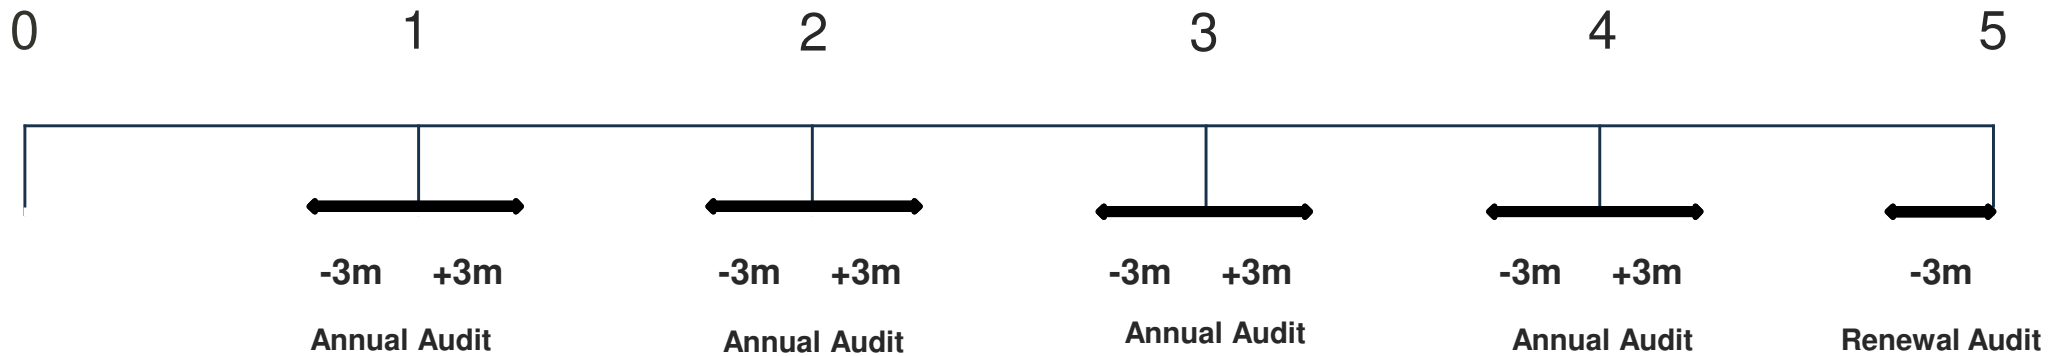 0 1 2 3 4 5
-3m +3m -3m +3m -3m +3m -3m +3m -3m
Annual Audit Annual Audit Annual Audit Annual Audit Renewal Audit